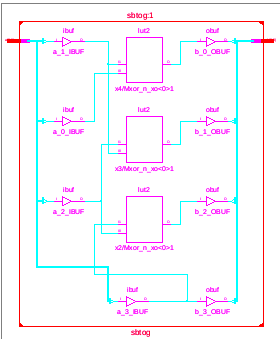 sbtog:1
ibuf
lut2
obuf
a_1_IBUF
b_0_OBUF
x4/Mxor_n_xo<0>1
ibuf
lut2
obuf
a_0_IBUF
b_1_OBUF
x3/Mxor_n_xo<0>1
ibuf
lut2
obuf
a_2_IBUF
b_2_OBUF
x2/Mxor_n_xo<0>1
ibuf
obuf
a_3_IBUF
b_3_OBUF
sbtog